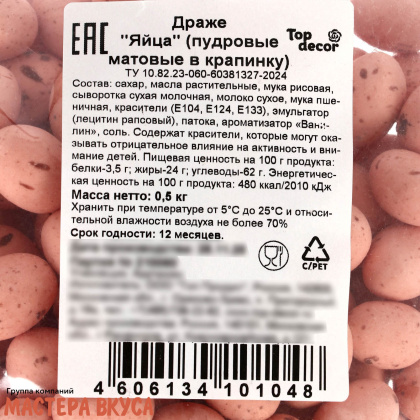 Драже
ЕАС "Яйца" (пудровые Top decor
матовые в крапинку)
ТУ 10.82.23-060-60381327-2024
Состав: сахар, масла растительные, мука рисовая,
сыворотка сухая молочная, молоко сухое, мука пше-
ничная, красители (Е104, Е124, Е133), эмульгатор
(лецитин рапсовый), патока, ароматизатор «Вани-
лин», соль. Содержат красители, которые могут ока-
зывать отрицательное влияние на активность и вни-
мание детей. Пищевая ценность на 100 г продукта:
белки-3,5 г; жиры-24 г; углеводы-62 г. Энергетичес-
кая ценность на 100 г продукта: 480 ккал/2010 кДж
Масса нетто: 0,5 кг
Хранить при температуре от 5°С до 25°С и относи-
тельной влажности воздуха не более 70%
Срок годности: 12 месяцев.
C/PET
4 606134 101048
Группа компаний
МАСТЕРА ВКУСА